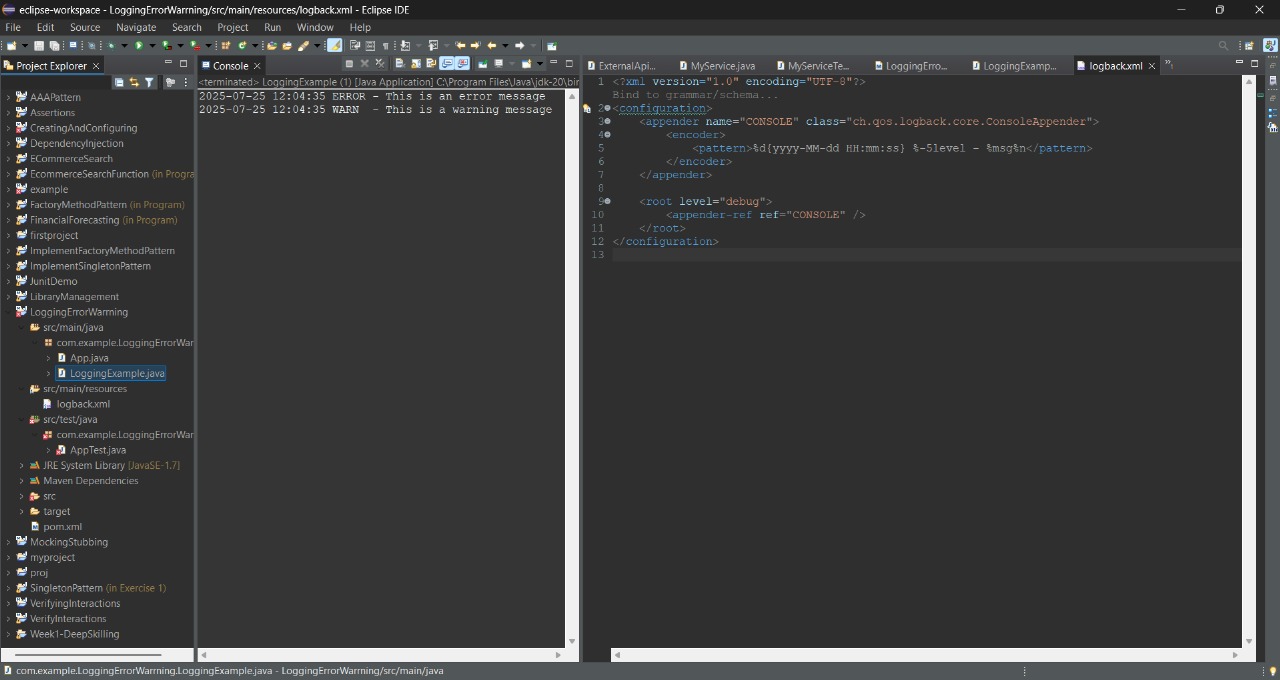 eclipse-workspace - LoggingErrorWarrning/src/main/resources/logback.xml - Eclipse IDE
File Edit Source Navigate Search Project Run Window Help
Project Explorer
AAAPattern
Assertions
CreatingAndConfiguring
DependencyInjection
ECommerceSearch
EcommerceSearchFunction (in Progra
example
FactoryMethodPattern (in Program)
FinancialForecasting (in Program)
firstproject
ImplementFactoryMethodPattern
ImplementSingletonPattern
JunitDemo
LibraryManagement
LoggingErrorWarrning
src/main/java
com.example.LoggingErrorWar
App.java
LoggingExample.java
src/main/resources
logback.xml
src/test/java
com.example.LoggingErrorWar
AppTest.java
JRE System Library [JavaSE-1.7]
Maven Dependencies
src
target
pom.xml
MockingStubbing
myproject
proj
SingletonPattern (in Exercise 1)
VerifyingInteractions
VerifyInteractions
Week1-DeepSkilling
Console
<terminated> LoggingExample (1) [Java Application] C:\Program Files\Java\jdk-20\bin
2025-07-25 12:04:35 ERROR - This is an error message
2025-07-25 12:04:35 WARN  - This is a warning message
ExternalApi... MyService.java MyServiceTe... LoggingErro... LoggingExamp... logback.xml
1 <?xml version="1.0" encoding="UTF-8"?>
Bind to grammar/schema...
2 <configuration>
3 <appender name="CONSOLE" class="ch.qos.logback.core.ConsoleAppender">
4 <encoder>
5 <pattern>%d{yyyy-MM-dd HH:mm:ss} %-5level - %msg%n</pattern>
6 </encoder>
7 </appender>
8
9 <root level="debug">
10 <appender-ref ref="CONSOLE" />
11 </root>
12 </configuration>
13
com.example.LoggingErrorWarrning.LoggingExample.java - LoggingErrorWarrning/src/main/java